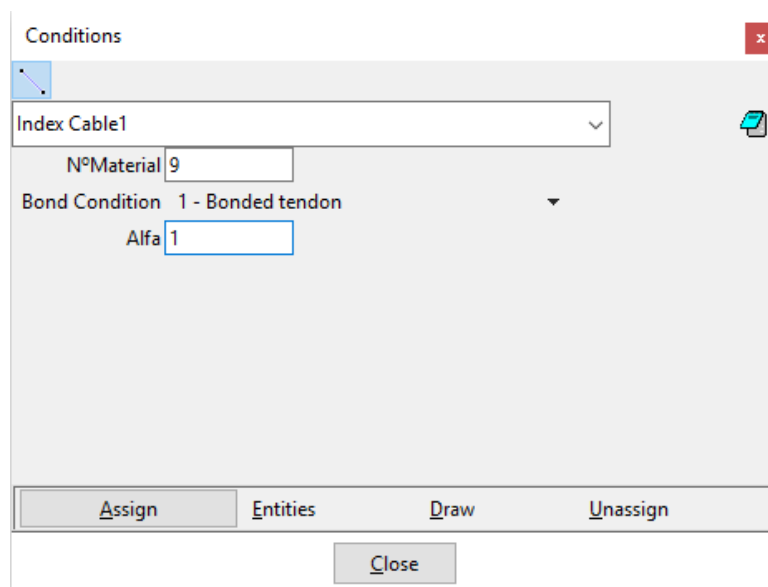 Conditions
x
Index Cable1
NºMaterial 9
Bond Condition 1 - Bonded tendon
Alfa 1
Assign Entities Draw Unassign
Close